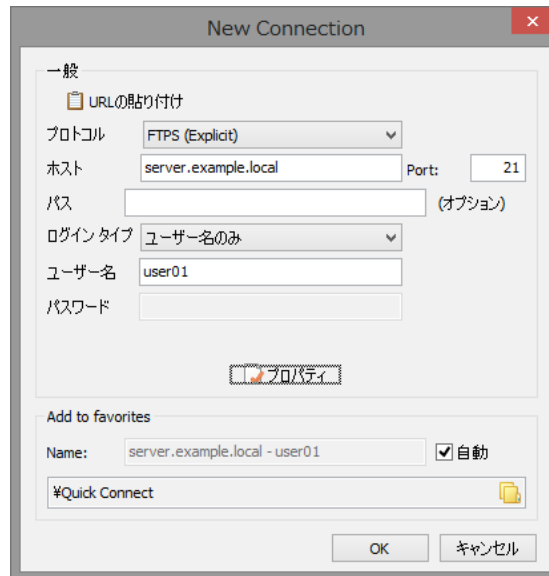 New Connection
一般
URLの貼り付け
プロトコル FTPS (Explicit)
ホスト server.example.local Port: 21
パス (オプション)
ログイン タイプ ユーザー名のみ
ユーザー名 user01
パスワード
プロパティ
Add to favorites
Name: server.example.local - user01 自動
¥Quick Connect
OK キャンセル